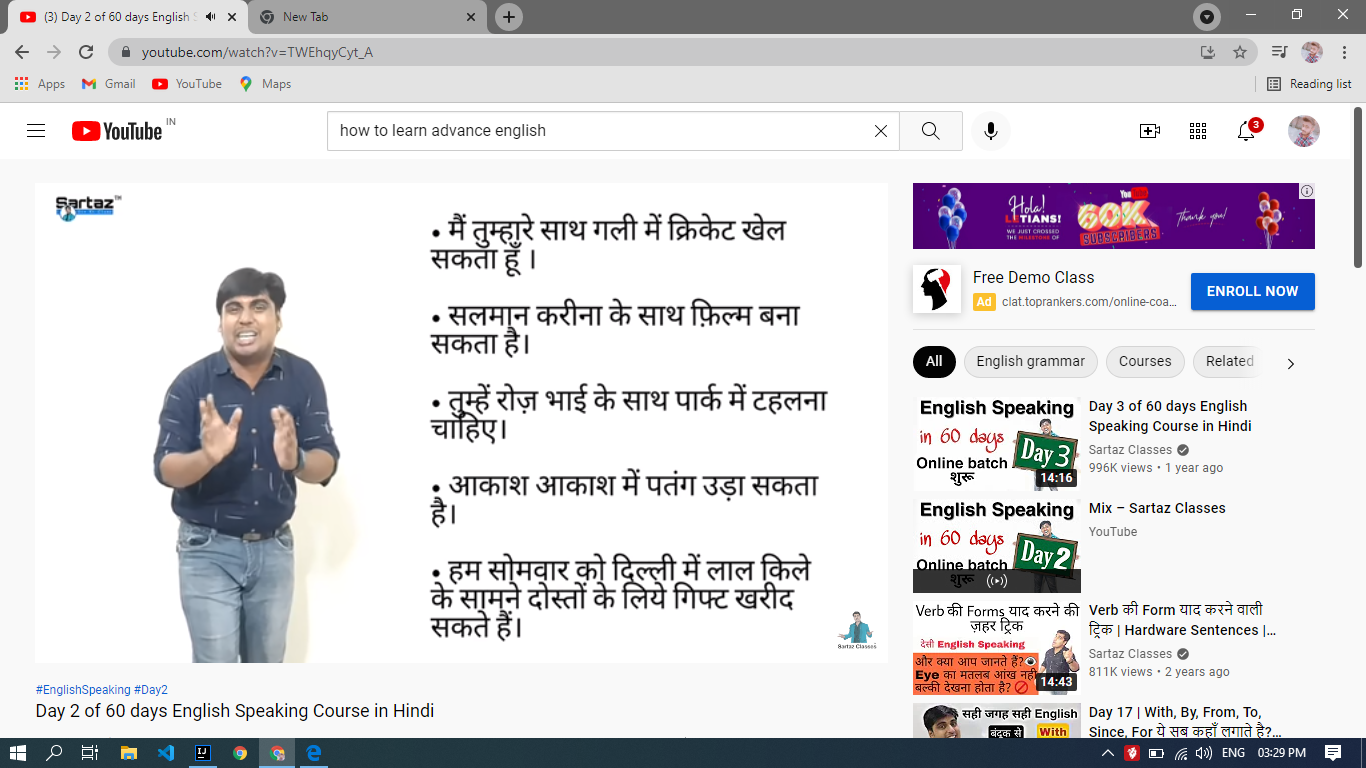 (3) Day 2 of 60 days English S
New Tab
youtube.com/watch?v=TWEhqyCyt_A
Apps Gmail YouTube Maps Reading list
YouTube IN
how to learn advance english
3
Sartaz™
• मैं तुम्हारे साथ गली में क्रिकेट खेल
सकता हूँ ।
• सलमान करीना के साथ फ़िल्म बना
सकता है।
• तुम्हें रोज़ भाई के साथ पार्क में टहलना
चाहिए।
• आकाश आकाश में पतंग उड़ा सकता
है।
• हम सोमवार को दिल्ली में लाल किले
के सामने दोस्तों के लिये गिफ्ट खरीद
सकते हैं।
Sartaz Classes
#EnglishSpeaking #Day2
Day 2 of 60 days English Speaking Course in Hindi
Hola!
LETIANS!
WE JUST CROSSED
THE MILESTONE OF
YouTube
60K
SUBSCRIBERS
Thank you!
Free Demo Class
Ad clat.toprankers.com/online-coa...
ENROLL NOW
All English grammar Courses Related
English Speaking
in 60 days
Day 3
Online batch
शुरू
14:16
Day 3 of 60 days English
Speaking Course in Hindi
Sartaz Classes
996K views • 1 year ago
English Speaking
in 60 days
Day 2
Online batch
शुरू
Mix – Sartaz Classes
YouTube
Verb की Forms याद करने की
ज़हर ट्रिक
देसी English Speaking
और क्या आप जानते हैं?
Eye का मतलब आंख नही
बल्की देखना होता है?
14:43
Verb की Form याद करने वाली
ट्रिक | Hardware Sentences |...
Sartaz Classes
811K views • 2 years ago
सही जगह सही English
बंदूक से
With
Day 17 | With, By, From, To,
Since, For ये सब कहाँ लगाते है?...
ENG 03:29 PM